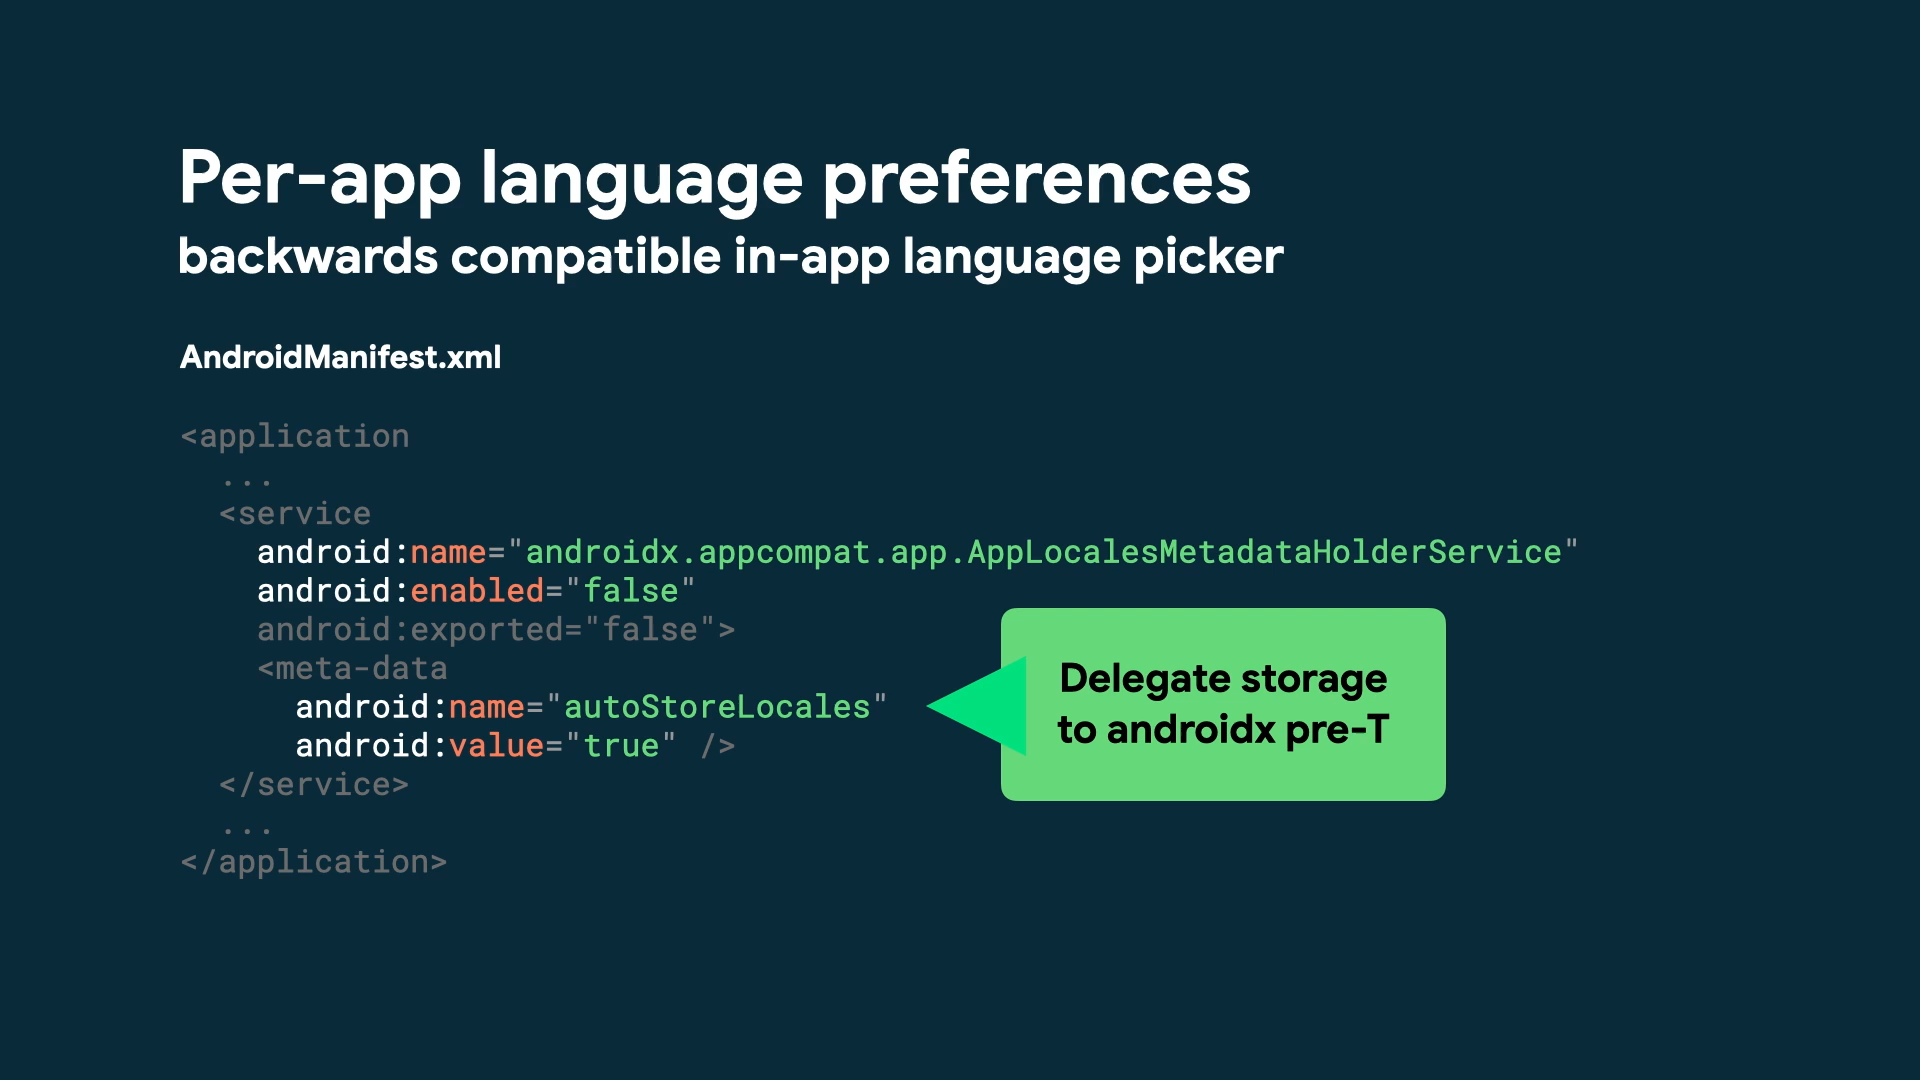 Per-app language preferences
backwards compatible in-app language picker
AndroidManifest.xml
<application
...
<service
android:name="androidx.appcompat.app.AppLocalesMetadataHolderService"
android:enabled="false"
android:exported="false">
<meta-data
android:name="autoStoreLocales"
android:value="true" />
</service>
...
</application>
Delegate storage
to androidx pre-T